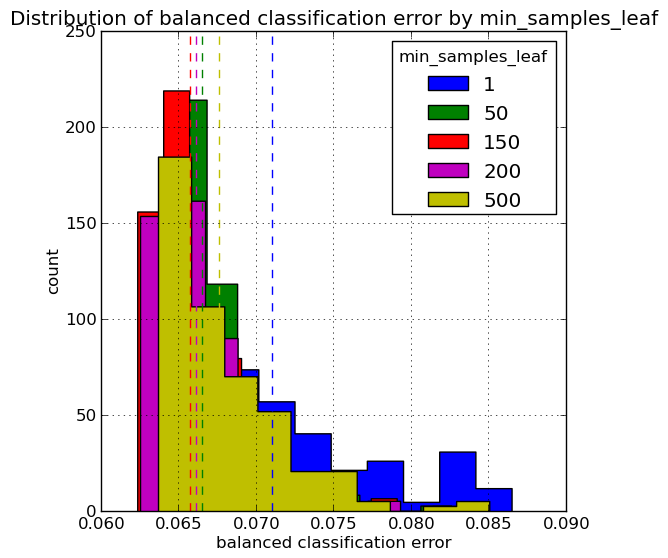 Distribution of balanced classification error by min_samples_leaf
250
200
150
100
50
0
count
min_samples_leaf
1
50
150
200
500
0.060 0.065 0.070 0.075 0.080 0.085 0.090
balanced classification error